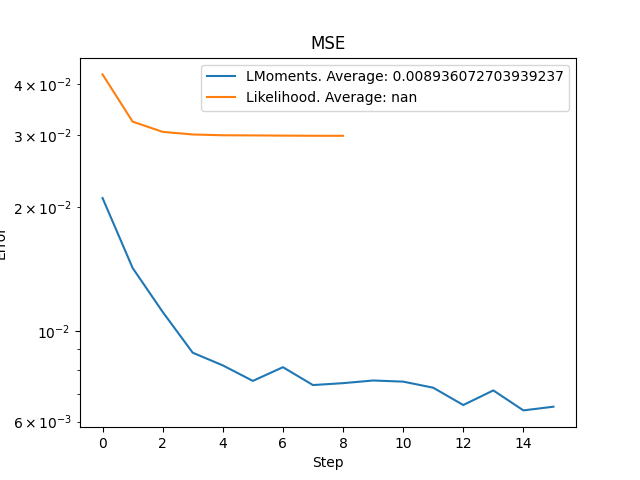 MSE
LMoments. Average: 0.008936072703939237
Likelihood. Average: nan
4 × 10⁻²
3 × 10⁻²
2 × 10⁻²
10⁻²
6 × 10⁻³
Error
0 2 4 6 8 10 12 14
Step